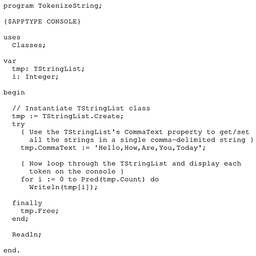 program TokenizeString;
{$APPTYPE CONSOLE}
uses
Classes;
var
tmp: TStringList;
i: Integer;
begin
// Instantiate TStringList class
tmp := TStringList.Create;
try
{ Use the TStringList's CommaText property to get/set
all the strings in a single comma-delimited string }
tmp.CommaText := 'Hello,How,Are,You,Today';
{ Now loop through the TStringList and display each
token on the console }
for i := 0 to Pred(tmp.Count) do
Writeln(tmp[i]);
finally
tmp.Free;
end;
Readln;
end.